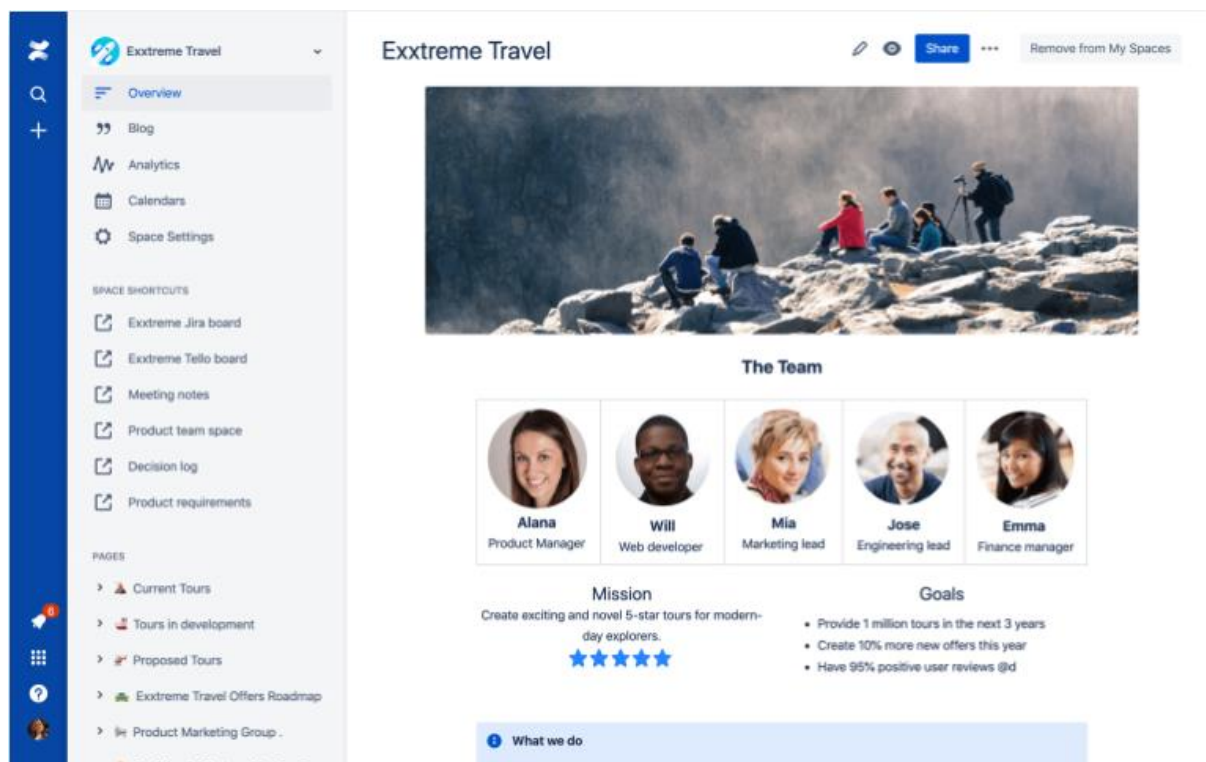 Exxtreme Travel
Overview
Blog
Analytics
Calendars
Space Settings
SPACE SHORTCUTS
Exxtreme Jira board
Exxtreme Tello board
Meeting notes
Product team space
Decision log
Product requirements
PAGES
Current Tours
Tours in development
Proposed Tours
Exxtreme Travel Offers Roadmap
Product Marketing Group .
6
Exxtreme Travel
Share
Remove from My Spaces
The Team
Alana
Product Manager
Will
Web developer
Mia
Marketing lead
Jose
Engineering lead
Emma
Finance manager
Mission
Create exciting and novel 5-star tours for modern-
day explorers.
Goals
• Provide 1 million tours in the next 3 years
• Create 10% more new offers this year
• Have 95% positive user reviews @d
What we do